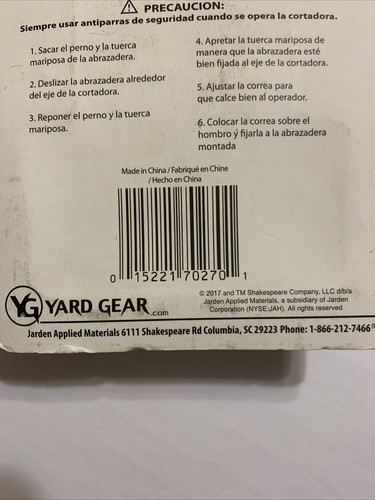 PRECAUCION:
Siempre usar antiparras de seguridad cuando se opera la cortadora.
1. Sacar el perno y la tuerca
mariposa de la abrazadera.
2. Deslizar la abrazadera alrededor
del eje de la cortadora.
3. Reponer el perno y la tuerca
mariposa.
4. Apretar la tuerca mariposa de
manera que la abrazadera esté
bien fijada al eje de la cortadora.
5. Ajustar la correa para
que calce bien al operador.
6. Colocar la correa sobre el
hombro ý fijarla a la abrazadera
montada
Made in China / Fabriqué en Chine
/ Hecho en China
0 15221 70270 1
© 2017 and TM Shakespeare Company, LLC d/b/a
Jarden Applied Materials, a subsidiary of Jarden
Corporation (NYSE:JAH). All rights reserved
YG YARD GEAR.com
Jarden Applied Materials 6111 Shakespeare Rd Columbia, SC 29223 Phone: 1-866-212-7466